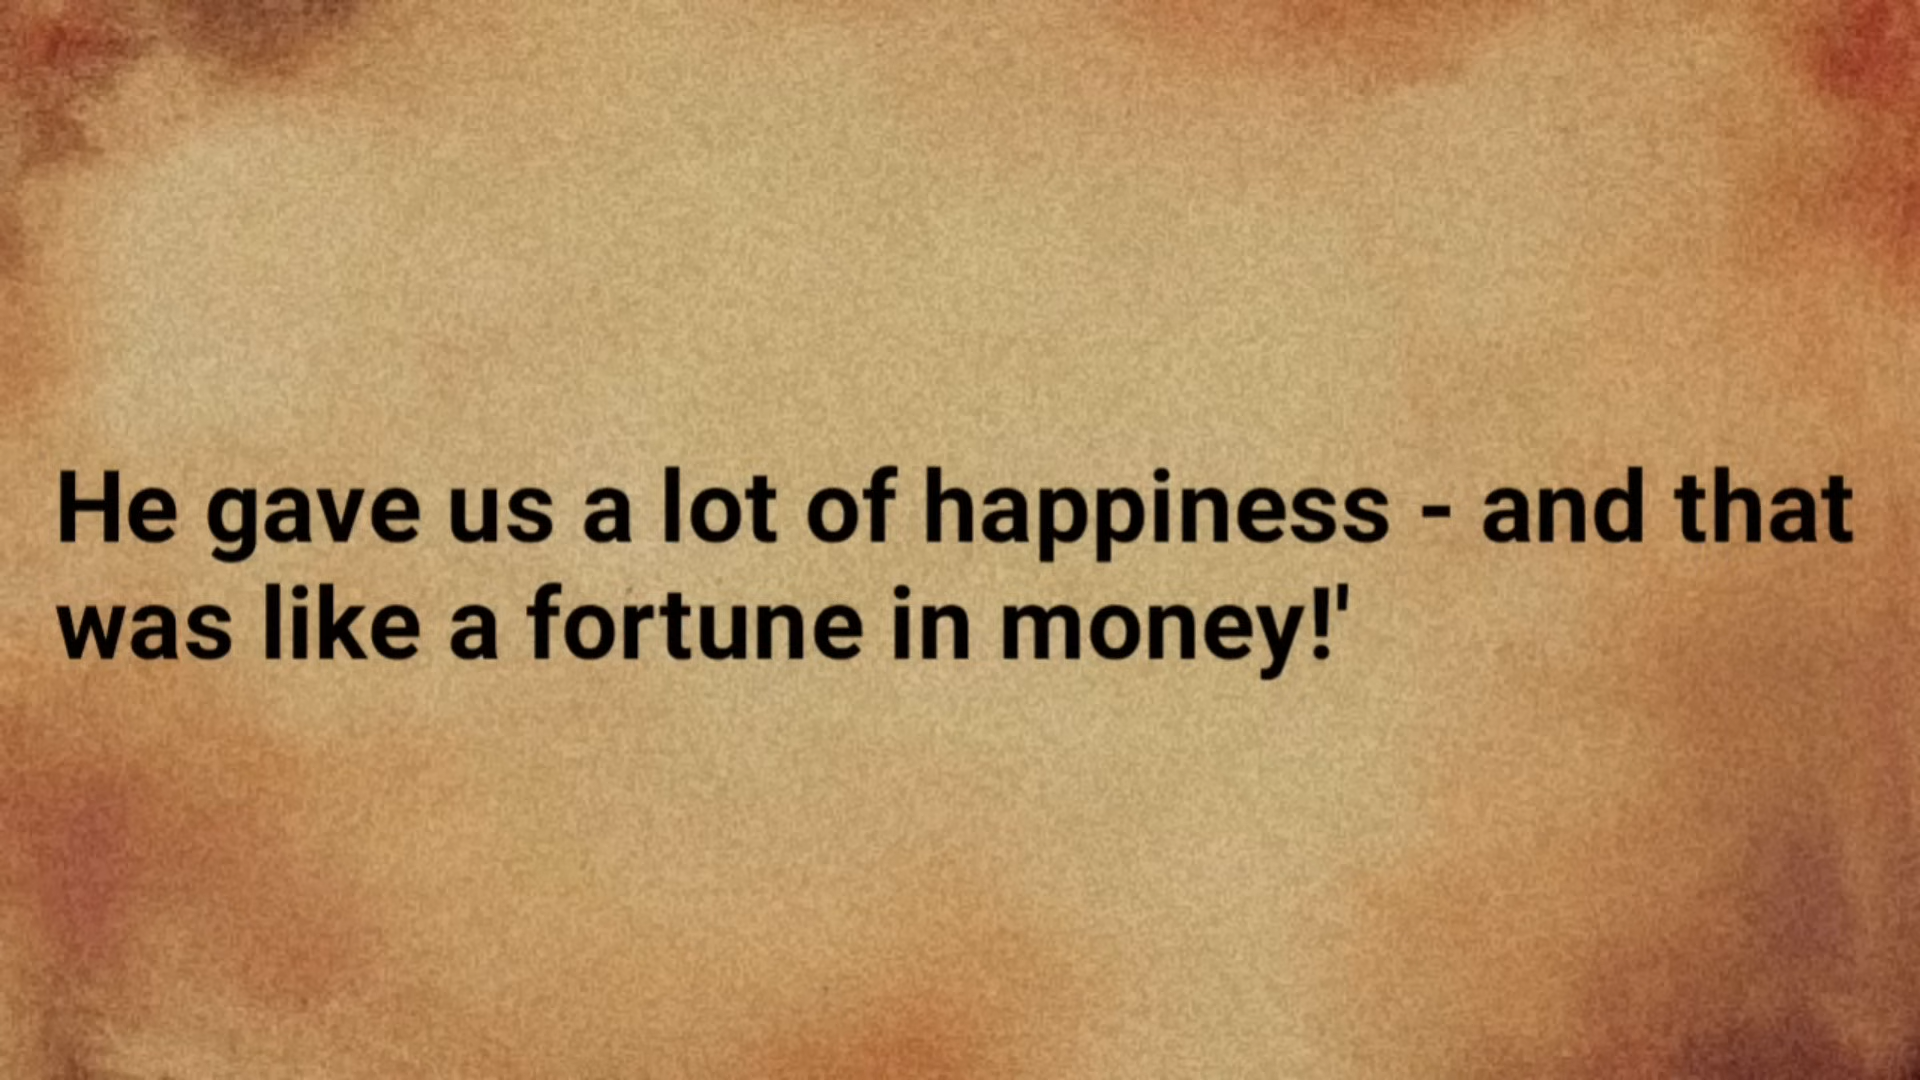 He gave us a lot of happiness - and that
was like a fortune in money!'